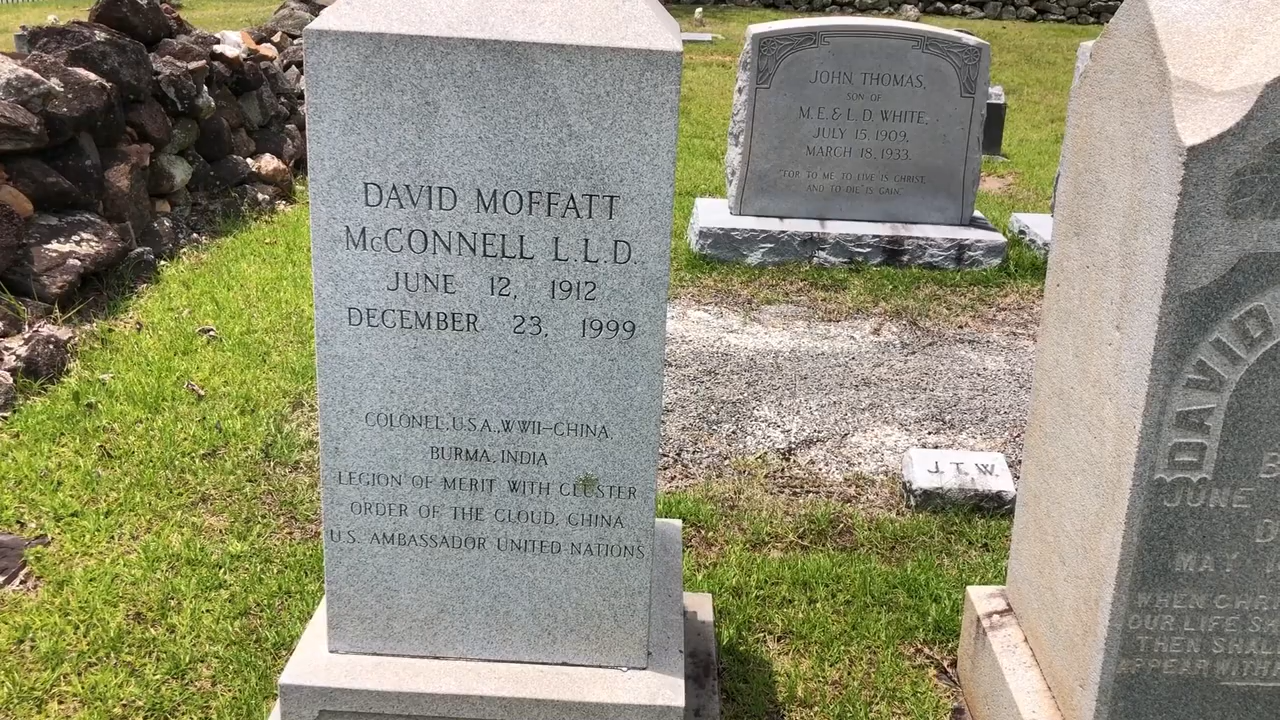 DAVID MOFFATT
McCONNELL L.L.D.
JUNE 12, 1912
DECEMBER 23, 1999
COLONEL, U.S.A., WWII-CHINA,
BURMA, INDIA
LEGION OF MERIT WITH CLUSTER
ORDER OF THE CLOUD, CHINA
U.S. AMBASSADOR UNITED NATIONS
JOHN THOMAS,
SON OF
M.E. & L.D. WHITE,
JULY 15, 1909,
MARCH 18, 1933.
"FOR TO ME TO LIVE IS CHRIST,
AND TO DIE IS GAIN"
J.T.W.
DAVID
JUNE
MAY
WHEN
OUR LIFE
THEN SHALL
APPEAR WITH